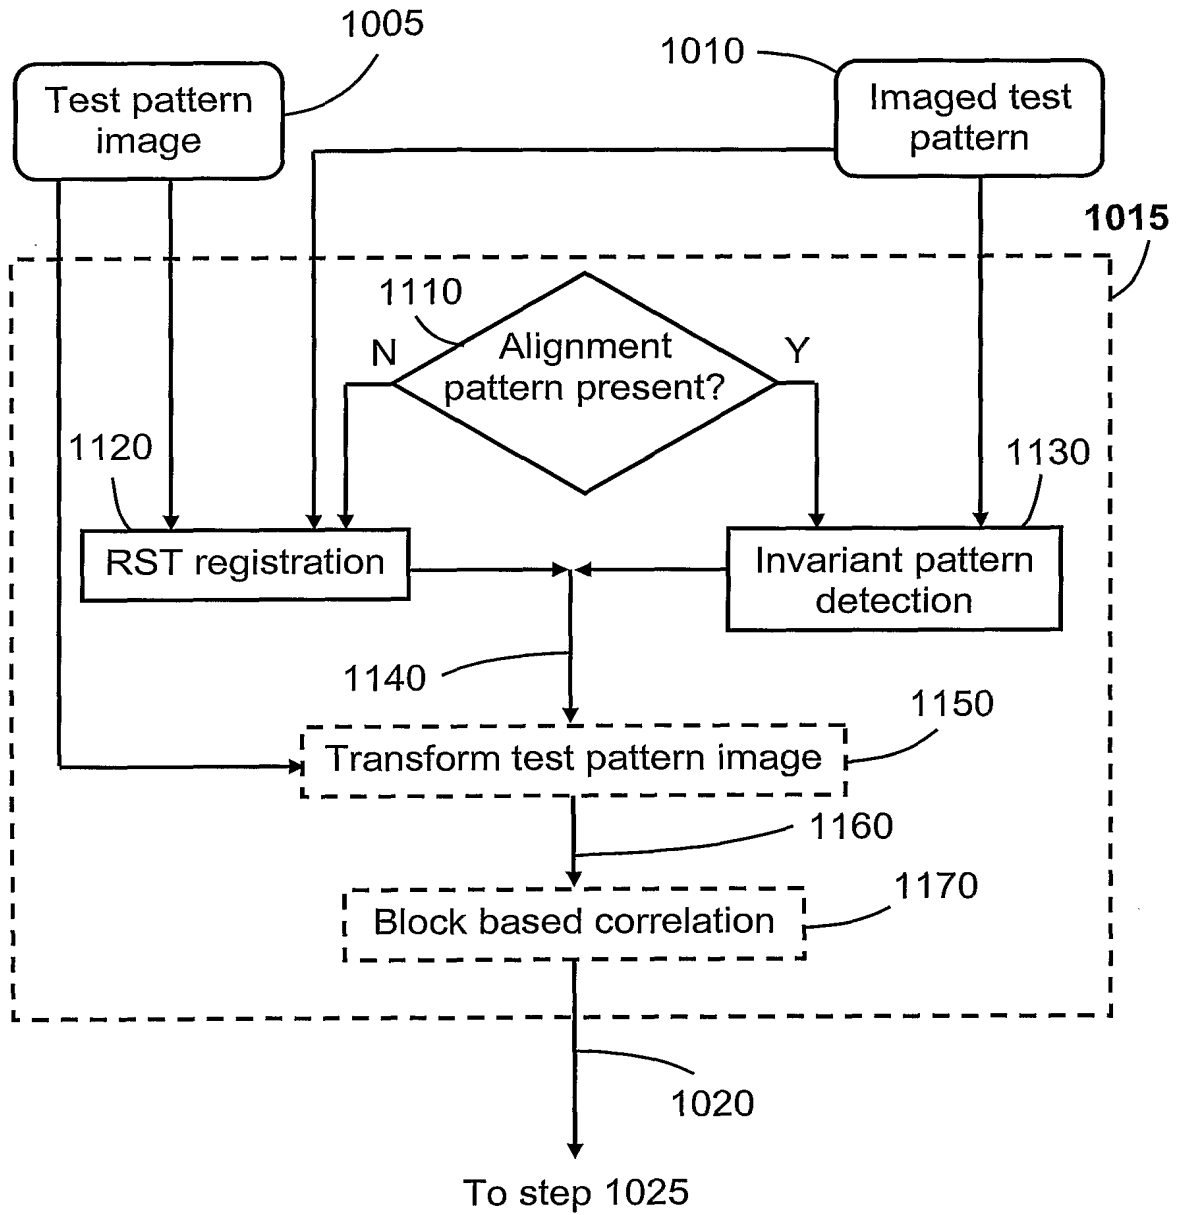 1005
1010
Test pattern
image
Imaged test
pattern
1015
1110
N
Alignment
pattern present?
Y
1120
1130
RST registration
Invariant pattern
detection
1140
1150
Transform test pattern image
1160
1170
Block based correlation
1020
To step 1025